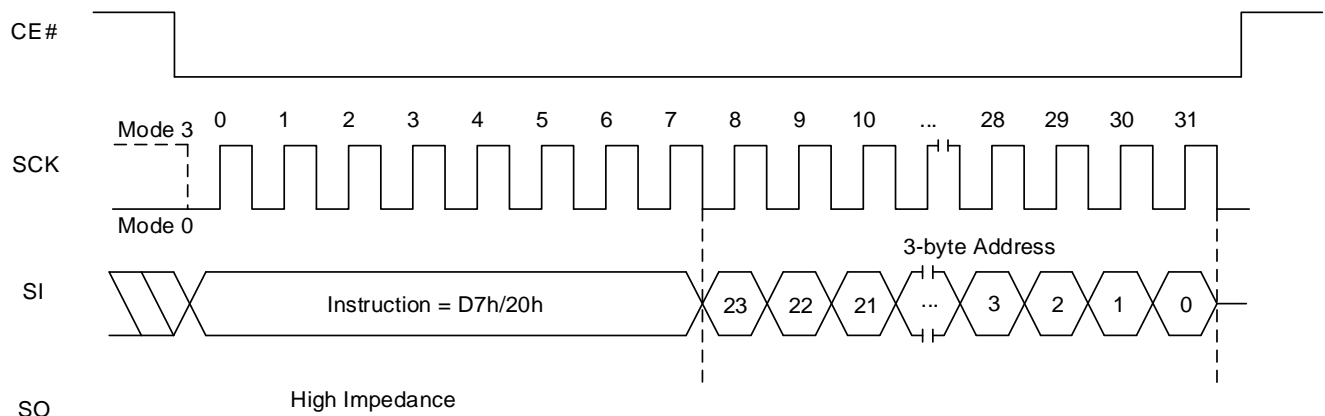 CE#
Mode 3 0 1 2 3 4 5 6 7 8 9 10 ... 28 29 30 31
SCK
Mode 0
3-byte Address
SI Instruction = D7h/20h 23 22 21 ... 3 2 1 0
High Impedance
SO